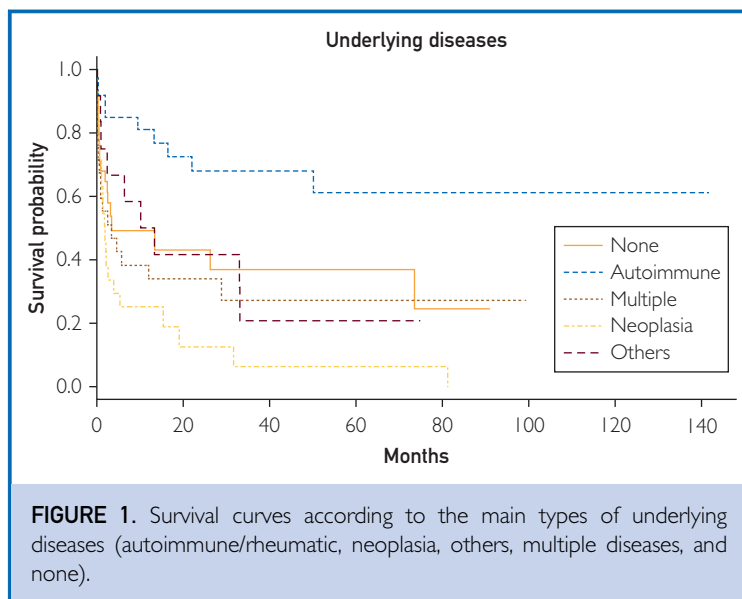 Underlying diseases
1.0
0.8
0.6
0.4
0.2
0.0
Survival probability
None
Autoimmune
Multiple
Neoplasia
Others
0 20 40 60 80 100 120 140
Months
FIGURE 1. Survival curves according to the main types of underlying
diseases (autoimmune/rheumatic, neoplasia, others, multiple diseases, and
none).